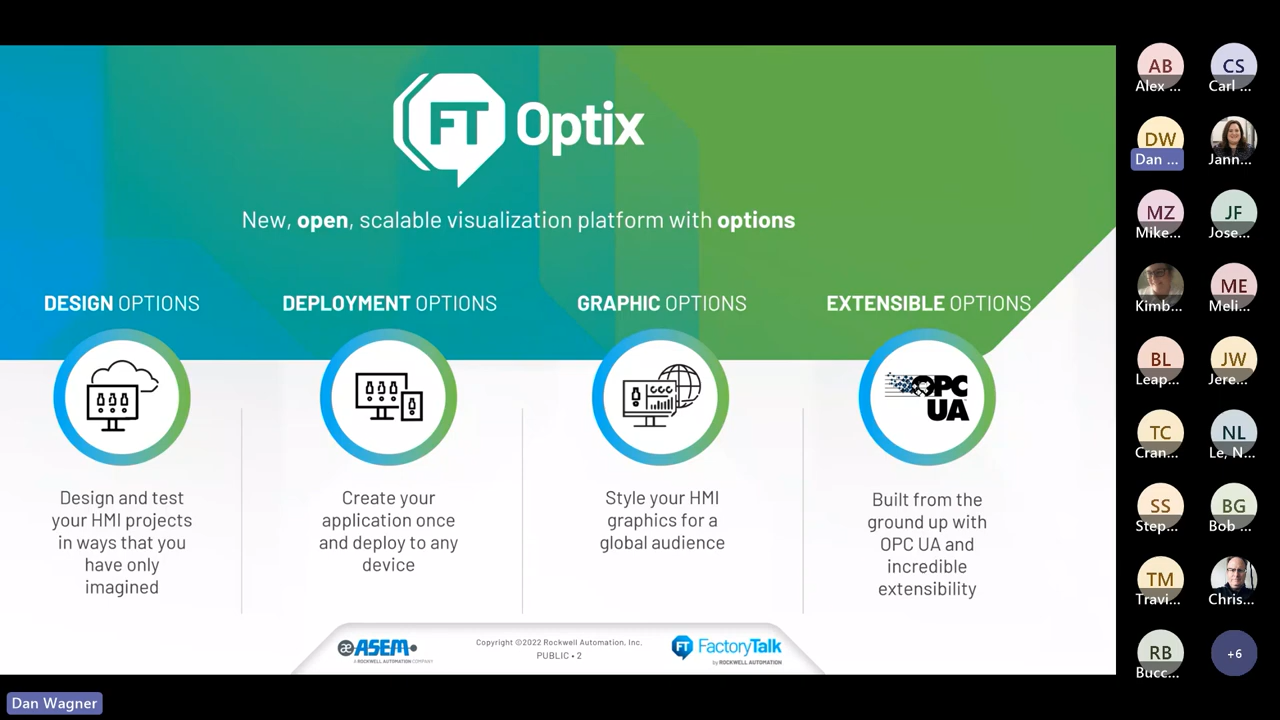 FT Optix
New, open, scalable visualization platform with options
DESIGN OPTIONS
Design and test
your HMI projects
in ways that you
have only
imagined
DEPLOYMENT OPTIONS
Create your
application once
and deploy to any
device
GRAPHIC OPTIONS
Style your HMI
graphics for a
global audience
EXTENSIBLE OPTIONS
OPC
UA
Built from the
ground up with
OPC UA and
incredible
extensibility
ae ASEM
A ROCKWELL AUTOMATION COMPANY
Copyright ©2022 Rockwell Automation, Inc.
PUBLIC • 2
FT FactoryTalk
by ROCKWELL AUTOMATION
AB
Alex ...
CS
Carl ...
DW
Dan ...
Jann...
MZ
Mike...
JF
Jose...
Kimb...
ME
Meli...
BL
Leap...
JW
Jere...
TC
Cran...
NL
Le, N...
SS
Step...
BG
Bob ...
TM
Travi...
Chris...
RB
Bucc...
+6
Dan Wagner